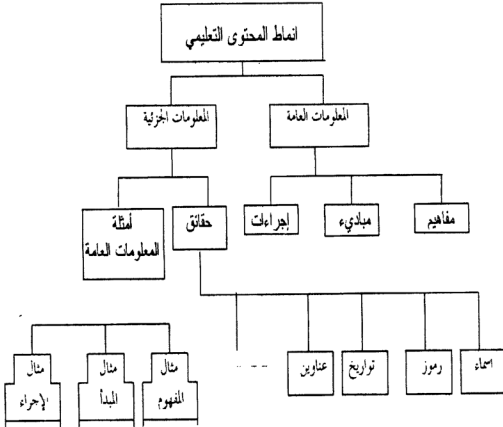 انماط المحتوى التعليمي
المعلومات العامة
المعلومات الجزئية
مفاهيم
مباديء
إجراءات
حقائق
أمثلة
المعلومات العامة
اسماء
رموز
تواريخ
عناوين
مثال
المفهوم
مثال
المبدأ
مثال
الإجراء